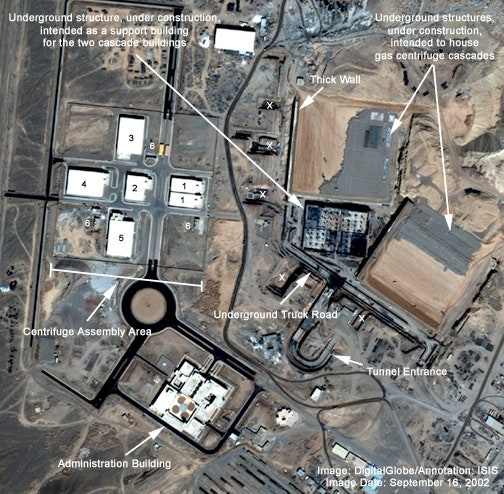 Underground structure, under construction,
intended as a support building
for the two cascade buildings
Underground structures,
under construction,
intended to house
gas centrifuge cascades
Thick Wall
X
3
6
X
X
4
2
1
1
6
5
6
X
Centrifuge Assembly Area
Underground Truck Road
X
Tunnel Entrance
Administration Building
Image: DigitalGlobe/Annotation: ISIS
Image Date: September 16, 2002